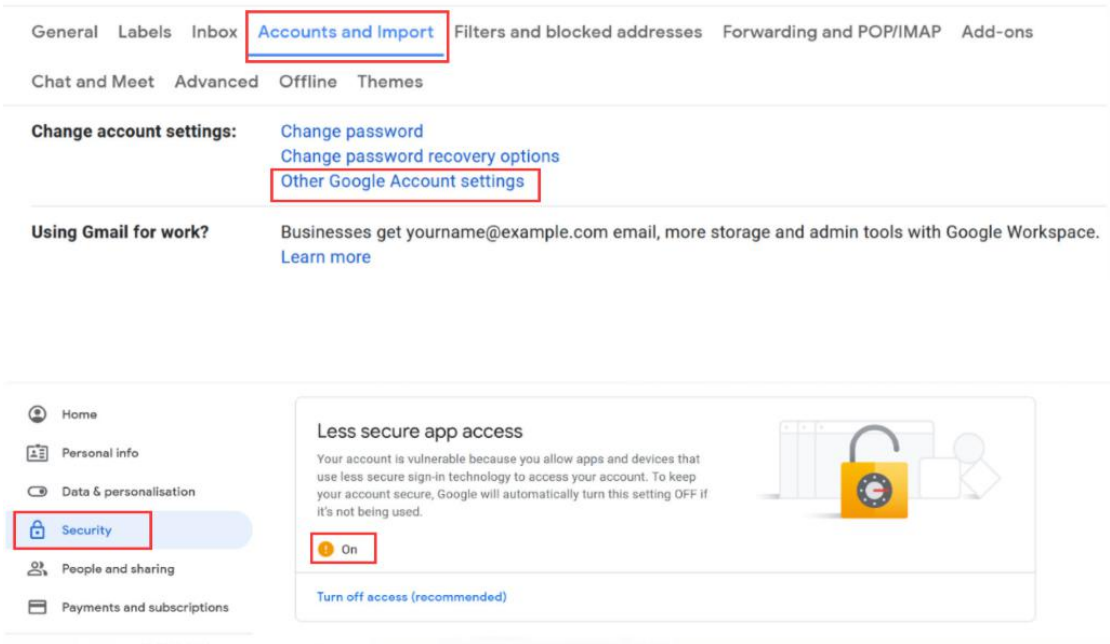 General Labels Inbox Accounts and Import Filters and blocked addresses Forwarding and POP/IMAP Add-ons
Chat and Meet Advanced Offline Themes
Change account settings: Change password
Change password recovery options
Other Google Account settings
Using Gmail for work? Businesses get yourname@example.com email, more storage and admin tools with Google Workspace.
Learn more
Home
Personal info
Data & personalisation
Security
People and sharing
Payments and subscriptions
Less secure app access
Your account is vulnerable because you allow apps and devices that
use less secure sign-in technology to access your account. To keep
your account secure, Google will automatically turn this setting OFF if
it's not being used.
On
Turn off access (recommended)